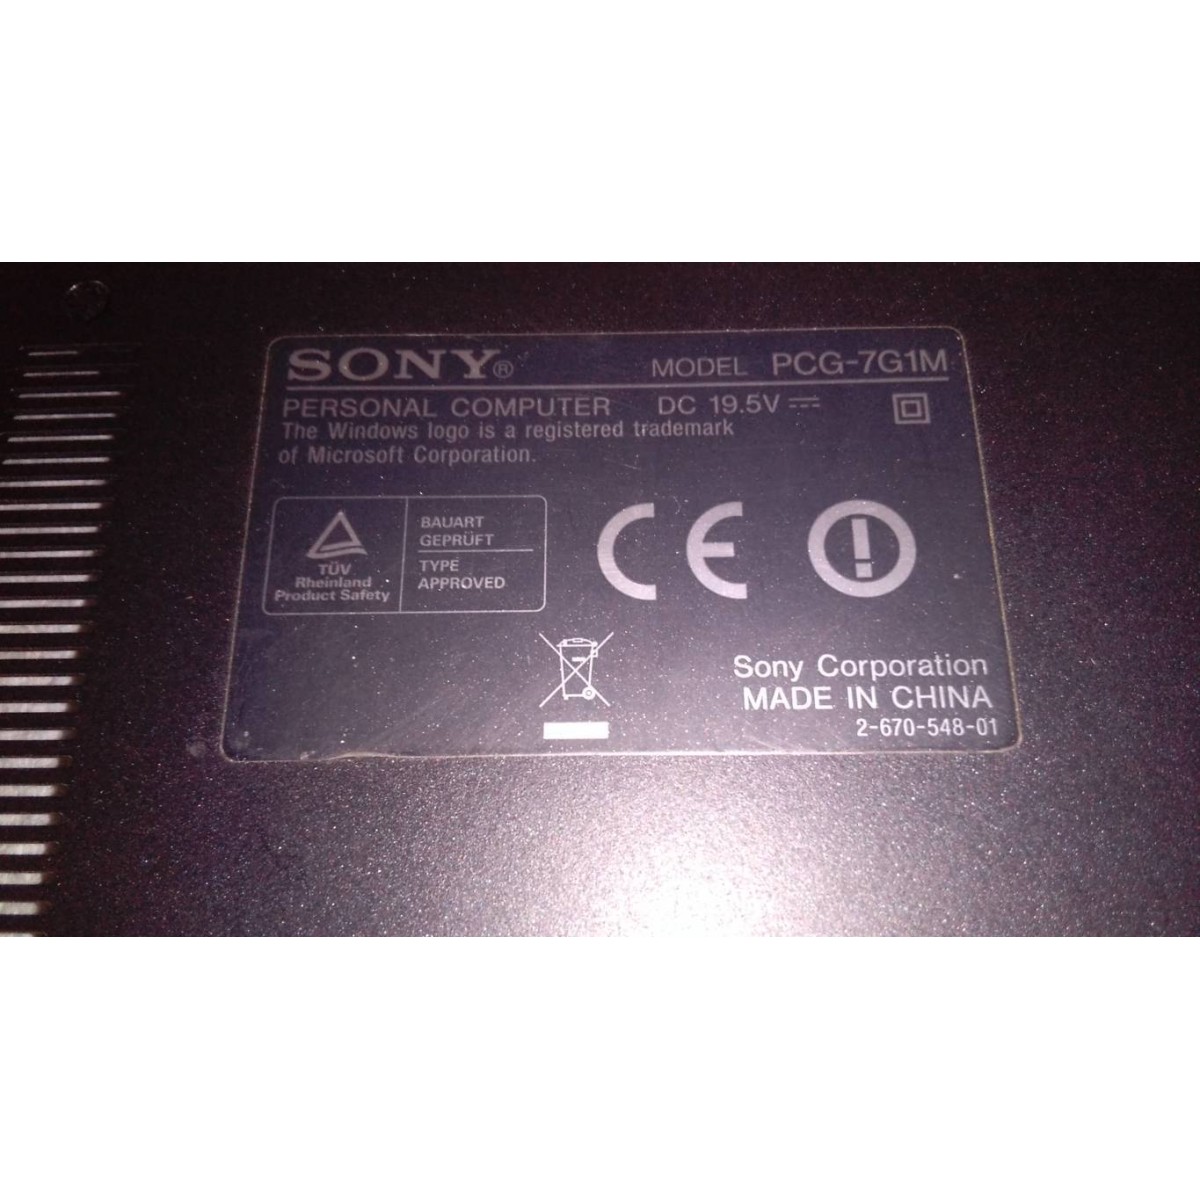 SONY®
MODEL PCG-7G1M
PERSONAL COMPUTER DC 19.5V
The Windows logo is a registered trademark
of Microsoft Corporation.
TÜV
Rheinland
Product Safety
BAUART
GEPRÜFT
TYPE
APPROVED
CE
Sony Corporation
MADE IN CHINA
2-670-548-01